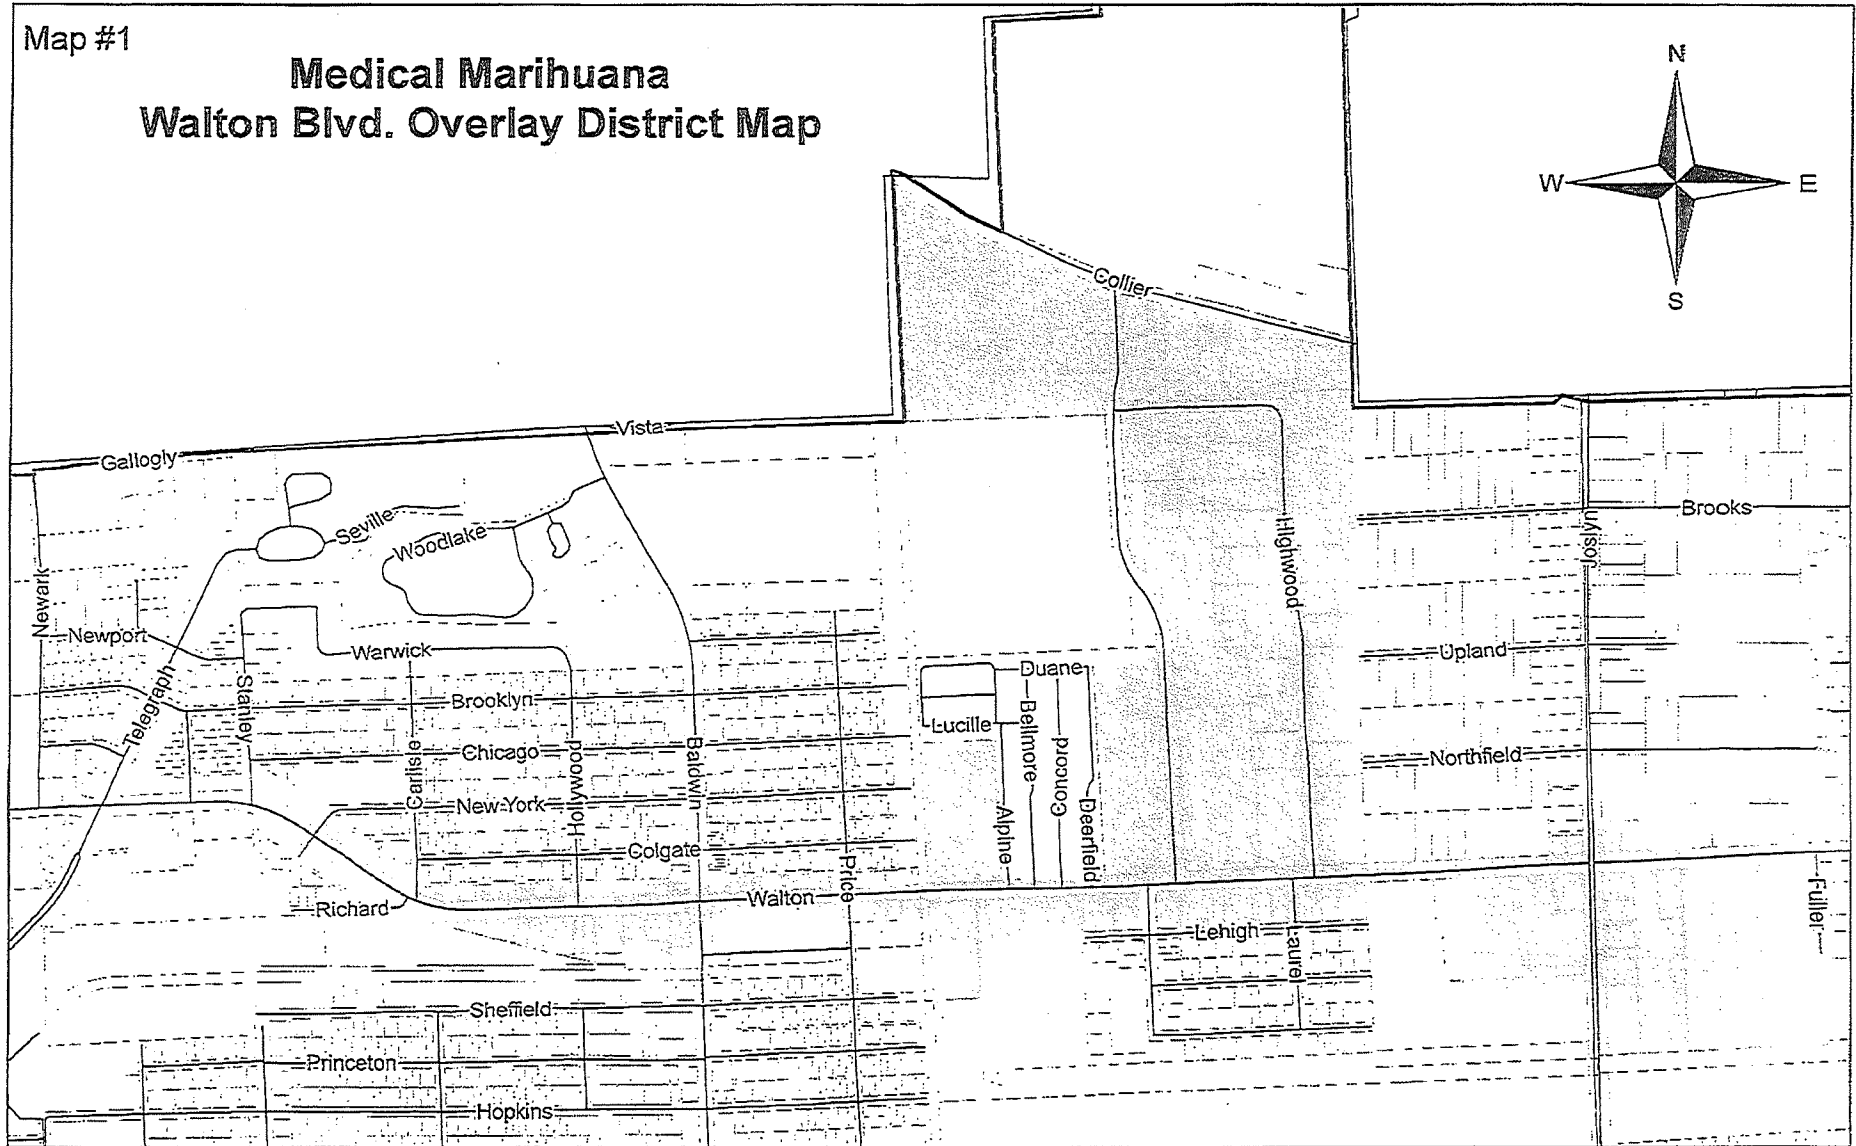 Map #1
Medical Marihuana
Walton Blvd. Overlay District Map
N
W
E
S
Collier
Vista
Gallogly
Seville
Woodlake
Highwood
Joslyn
Brooks
Newark
Newport
Warwick
Telegraph
Stanley
Brooklyn
Duane
Upland
Lucille
Bellmore
Concord
Chicago
Carlisle
Hollywood
Baldwin
Northfield
New York
Alpine
Deerfield
Colgate
Price
Walton
Richard
Fuller
Lehigh
Laurel
Sheffield
Princeton
Hopkins